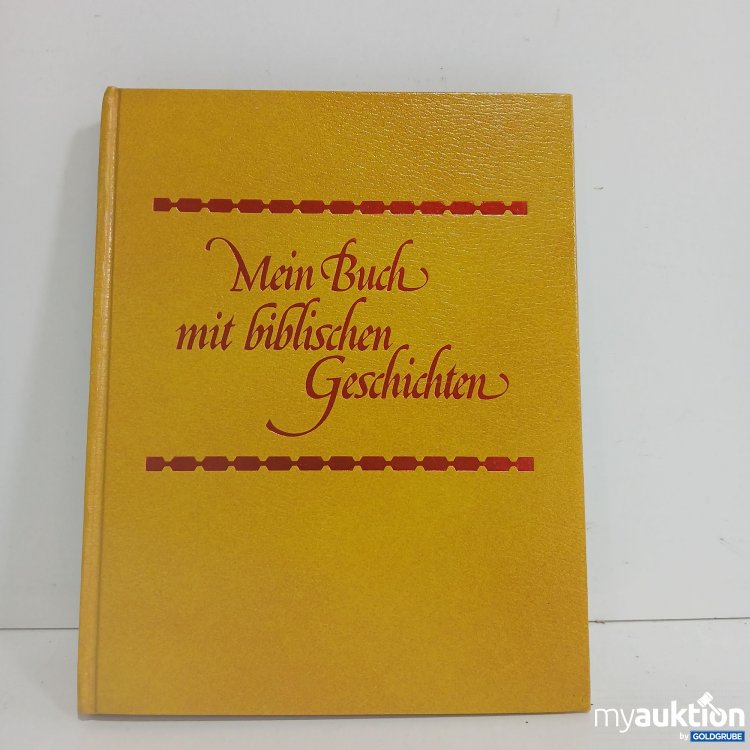 Mein Buch
mit biblischen
Geschichten
myauktion
by GOLDGRUBE